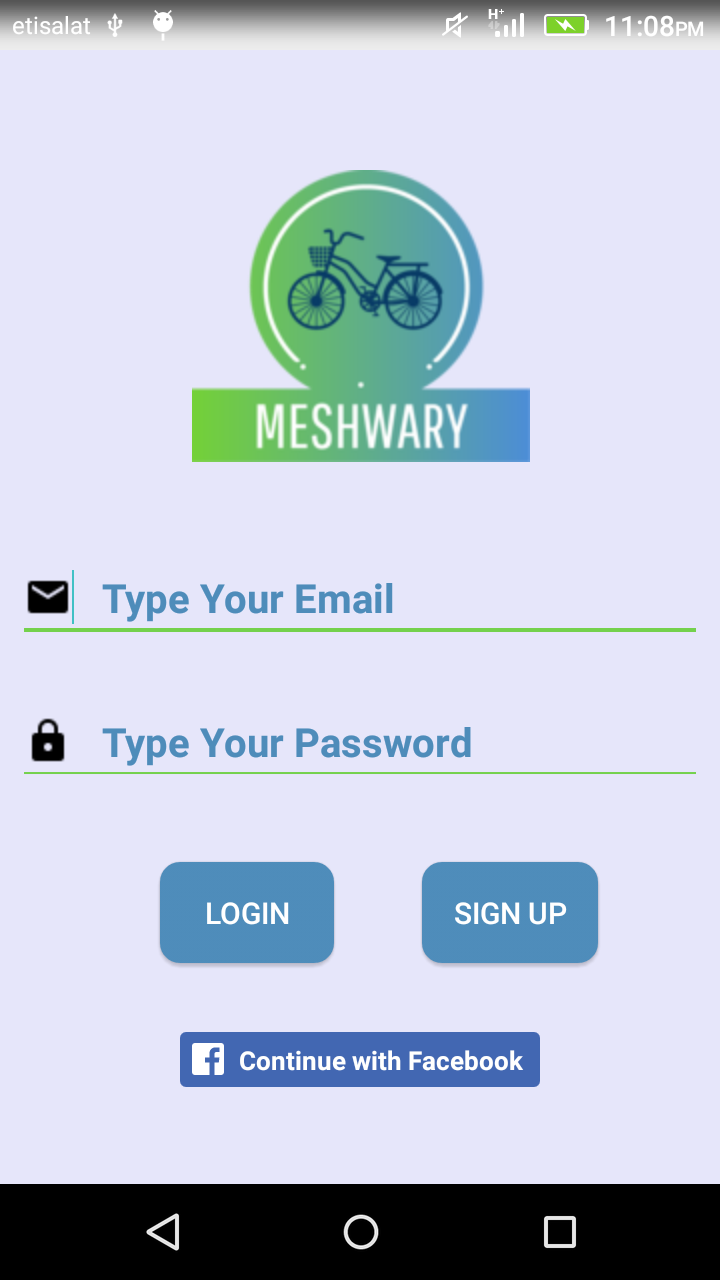 etisalat H+ 11:08PM
MESHWARY
Type Your Email
Type Your Password
LOGIN SIGN UP
f Continue with Facebook